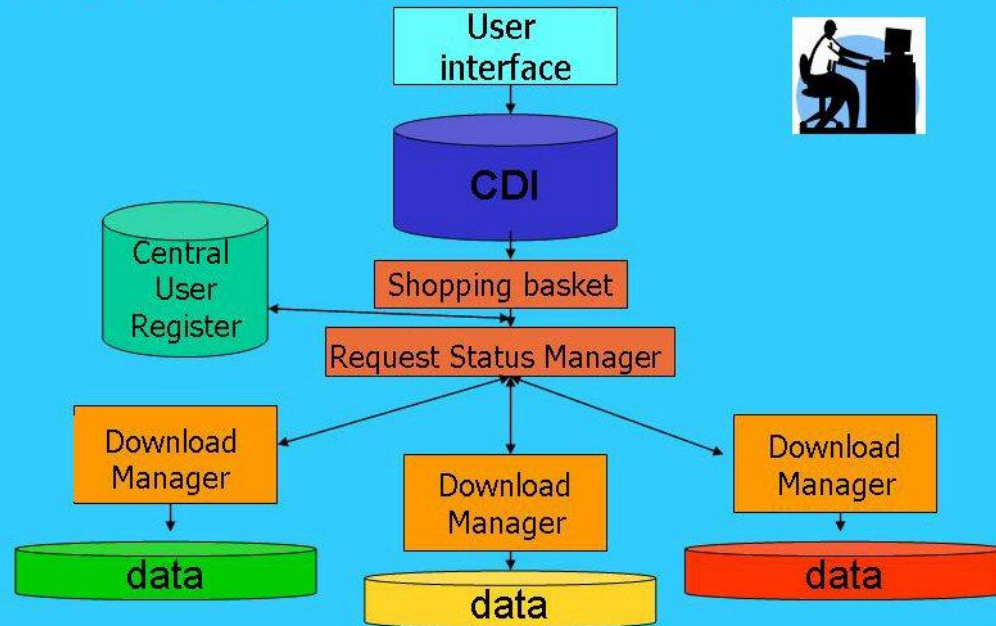 User
interface
CDI
Central
User
Register
Shopping basket
Request Status Manager
Download
Manager
Download
Manager
Download
Manager
data
data
data